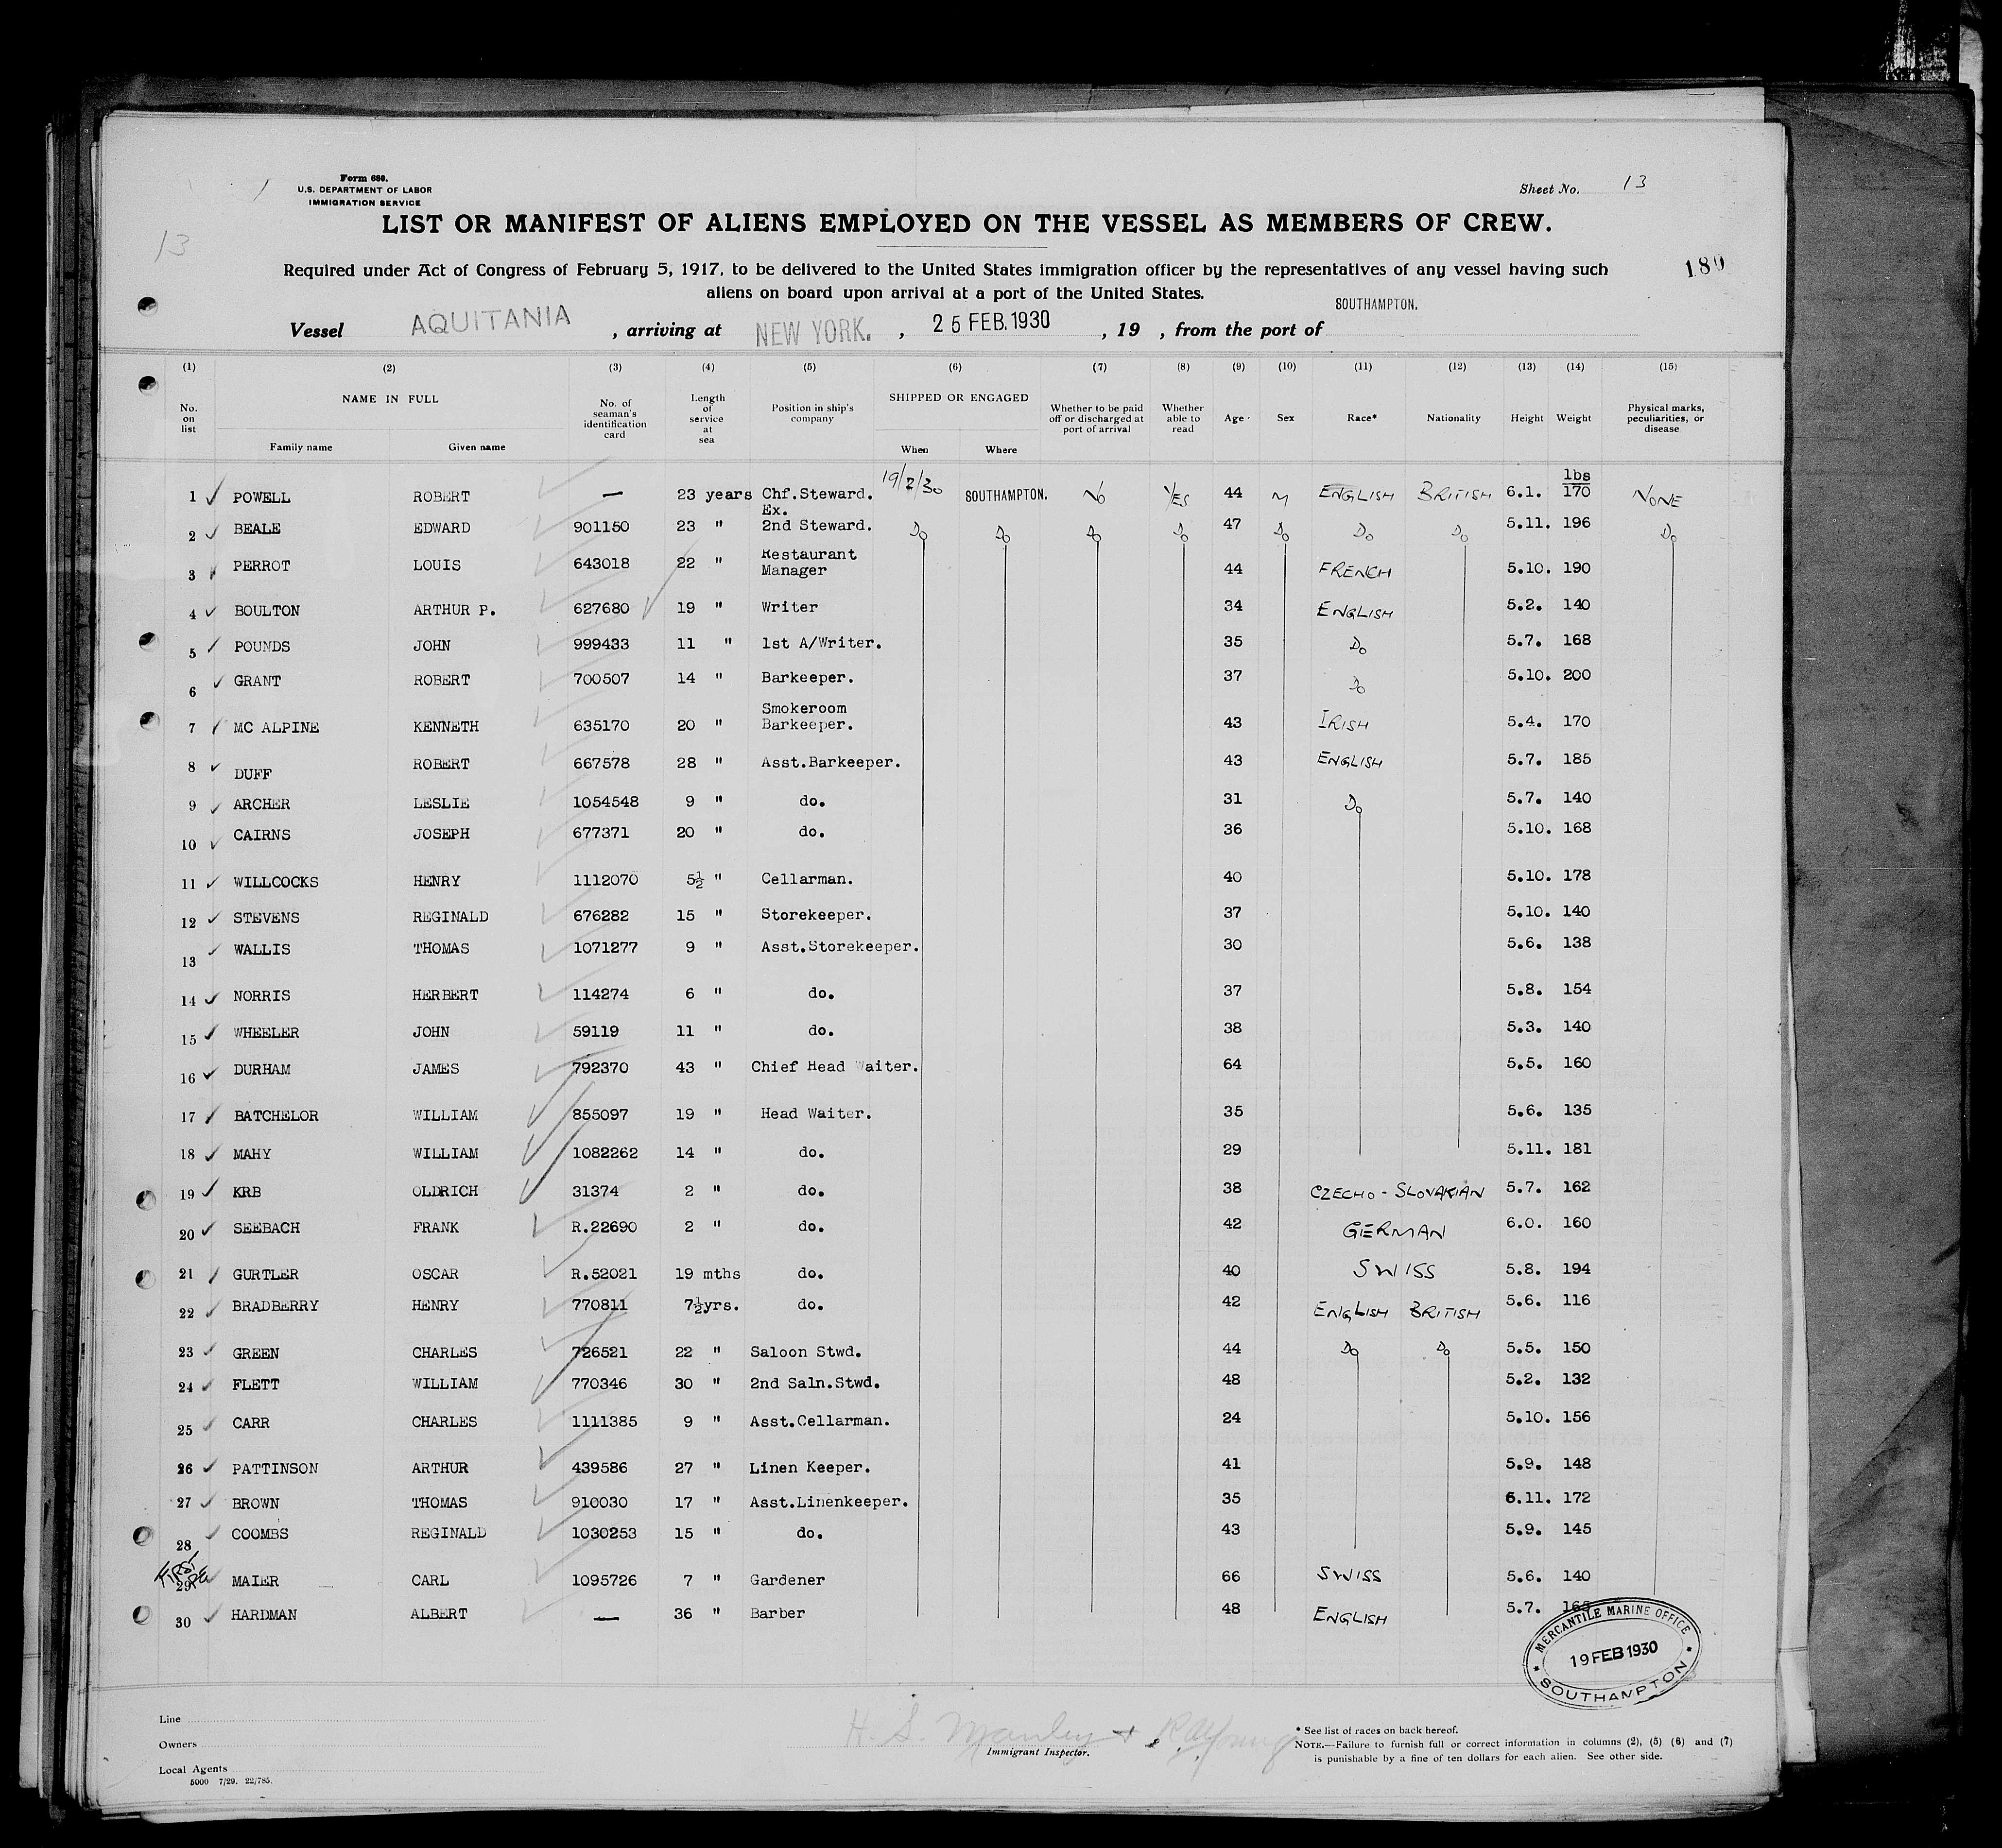 Form 680.
U.S. DEPARTMENT OF LABOR
IMMIGRATION SERVICE
Sheet No. 13
13
LIST OR MANIFEST OF ALIENS EMPLOYED ON THE VESSEL AS MEMBERS OF CREW.
Required under Act of Congress of February 5, 1917, to be delivered to the United States immigration officer by the representatives of any vessel having such
aliens on board upon arrival at a port of the United States.
180
SOUTHAMPTON.
Vessel AQUITANIA , arriving at NEW YORK. , 25 FEB. 1930 , 19 , from the port of
(1) (2) (3) (4) (5) (6) (7) (8) (9) (10) (11) (12) (13) (14) (15)
No. on list NAME IN FULL Family name Given name No. of seaman's identification card Length of service at sea Position in ship's company SHIPPED OR ENGAGED When Where Whether to be paid off or discharged at port of arrival Whether able to read Age Sex Race* Nationality Height Weight Physical marks, peculiarities, or disease
1 POWELL ROBERT — 23 years Chf.Steward. 19/2/30 SOUTHAMPTON. NO YES 44 M ENGLISH BRITISH 6.1. lbs 170 NONE
2 BEALE EDWARD 901150 23 " Ex. 2nd Steward. Do Do Do Do 47 Do Do Do 5.11. 196 Do
3 PERROT LOUIS 643018 22 " Restaurant Manager 44 FRENCH 5.10. 190
4 BOULTON ARTHUR P. 627680 19 " Writer 34 ENGLISH 5.2. 140
5 POUNDS JOHN 999433 11 " 1st A/Writer. 35 Do 5.7. 168
6 GRANT ROBERT 700507 14 " Barkeeper. 37 Do 5.10. 200
7 MC ALPINE KENNETH 635170 20 " Smokeroom Barkeeper. 43 IRISH 5.4. 170
8 DUFF ROBERT 667578 28 " Asst.Barkeeper. 43 ENGLISH 5.7. 185
9 ARCHER LESLIE 1054548 9 " do. 31 Do 5.7. 140
10 CAIRNS JOSEPH 677371 20 " do. 36 5.10. 168
11 WILLCOCKS HENRY 1112070 5½ " Cellarman. 40 5.10. 178
12 STEVENS REGINALD 676282 15 " Storekeeper. 37 5.10. 140
13 WALLIS THOMAS 1071277 9 " Asst.Storekeeper. 30 5.6. 138
14 NORRIS HERBERT 114274 6 " do. 37 5.8. 154
15 WHEELER JOHN 59119 11 " do. 38 5.3. 140
16 DURHAM JAMES 792370 43 " Chief Head Waiter. 64 5.5. 160
17 BATCHELOR WILLIAM 855097 19 " Head Waiter. 35 5.6. 135
18 MAHY WILLIAM 1082262 14 " do. 29 5.11. 181
19 KRB OLDRICH 31374 2 " do. 38 CZECHO-SLOVAKIAN 5.7. 162
20 SEEBACH FRANK R.22690 2 " do. 42 GERMAN 6.0. 160
21 GURTLER OSCAR R.52021 19 mths do. 40 SWISS 5.8. 194
22 BRADBERRY HENRY 770811 7½yrs. do. 42 ENGLISH BRITISH 5.6. 116
23 GREEN CHARLES 726521 22 " Saloon Stwd. 44 Do Do 5.5. 150
24 FLETT WILLIAM 770346 30 " 2nd Saln.Stwd. 48 5.2. 132
25 CARR CHARLES 1111385 9 " Asst.Cellarman. 24 5.10. 156
26 PATTINSON ARTHUR 439586 27 " Linen Keeper. 41 5.9. 148
27 BROWN THOMAS 910030 17 " Asst.Linenkeeper. 35 6.11. 172
28 COOMBS REGINALD 1030253 15 " do. 43 5.9. 145
29 MAIER CARL 1095726 7 " Gardener 66 SWISS 5.6. 140
30 HARDMAN ALBERT — 36 " Barber 48 ENGLISH 5.7. 165
MERCANTILE MARINE OFFICE
19 FEB 1930
SOUTHAMPTON
Line
Owners
Local Agents
5000 7/29. 22/785.
H. S. Manley
Immigrant Inspector.
* See list of races on back hereof.
NOTE.—Failure to furnish full or correct information in columns (2), (5) (6) and (7)
is punishable by a fine of ten dollars for each alien. See other side.